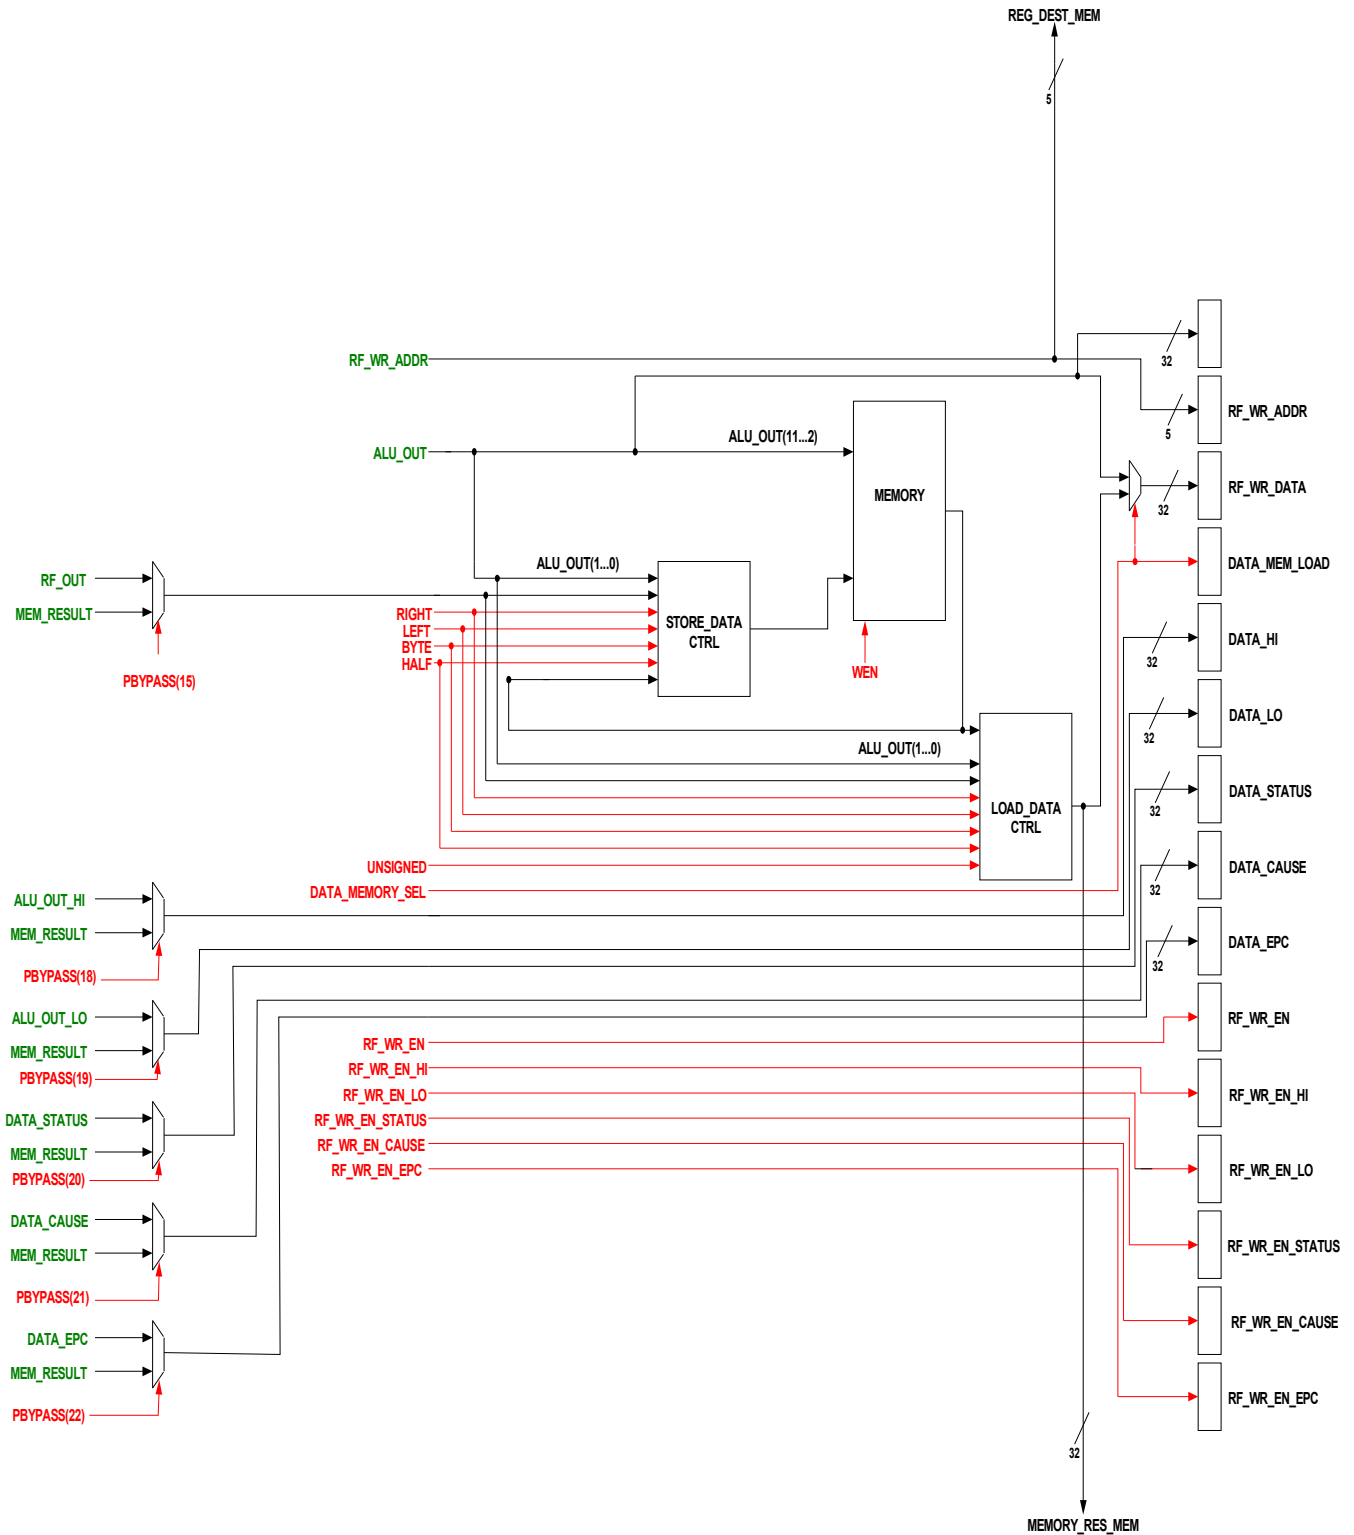 REG_DEST_MEM
5
32
RF_WR_ADDR
5
RF_WR_ADDR
ALU_OUT
ALU_OUT(11...2)
MEMORY
32
RF_WR_DATA
ALU_OUT(1...0)
DATA_MEM_LOAD
RF_OUT
MEM_RESULT
RIGHT
LEFT
BYTE
HALF
STORE_DATA
CTRL
WEN
32
DATA_HI
PBYPASS(15)
32
DATA_LO
ALU_OUT(1...0)
32
DATA_STATUS
LOAD_DATA
CTRL
UNSIGNED
DATA_MEMORY_SEL
32
DATA_CAUSE
ALU_OUT_HI
MEM_RESULT
PBYPASS(18)
32
DATA_EPC
ALU_OUT_LO
MEM_RESULT
PBYPASS(19)
RF_WR_EN
RF_WR_EN
RF_WR_EN_HI
RF_WR_EN_HI
RF_WR_EN_LO
DATA_STATUS
RF_WR_EN_STATUS
MEM_RESULT
RF_WR_EN_CAUSE
PBYPASS(20)
RF_WR_EN_EPC
RF_WR_EN_LO
DATA_CAUSE
MEM_RESULT
PBYPASS(21)
RF_WR_EN_STATUS
RF_WR_EN_CAUSE
DATA_EPC
MEM_RESULT
PBYPASS(22)
RF_WR_EN_EPC
32
MEMORY_RES_MEM